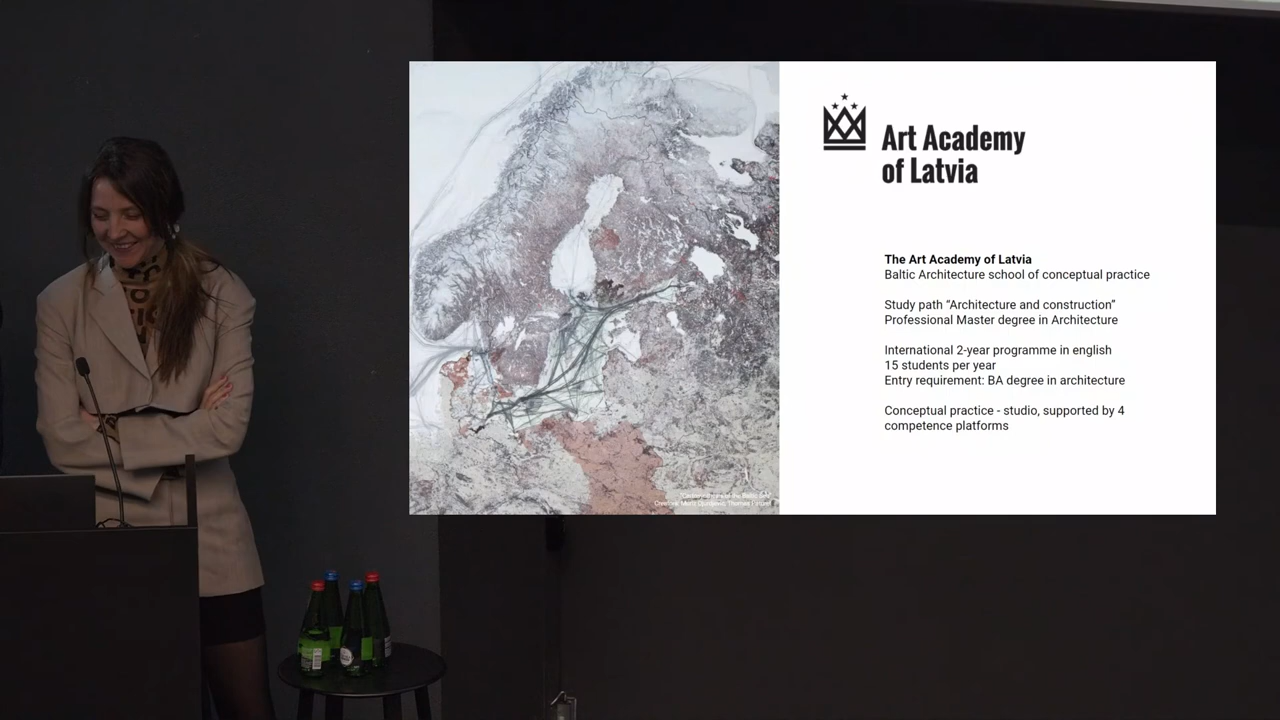 Art Academy
of Latvia
The Art Academy of Latvia
Baltic Architecture school of conceptual practice
Study path “Architecture and construction”
Professional Master degree in Architecture
International 2-year programme in english
15 students per year
Entry requirement: BA degree in architecture
Conceptual practice - studio, supported by 4
competence platforms